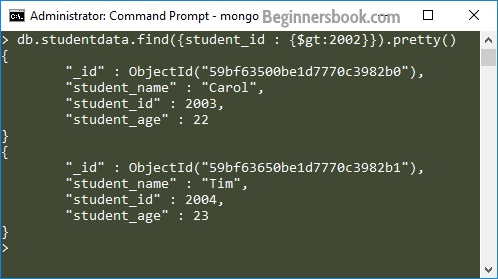 Administrator: Command Prompt - mongo Beginnersbook.com
> db.studentdata.find({student_id : {$gt:2002}}).pretty()
{
        "_id" : ObjectId("59bf63500be1d7770c3982b0"),
        "student_name" : "Carol",
        "student_id" : 2003,
        "student_age" : 22
}
{
        "_id" : ObjectId("59bf63650be1d7770c3982b1"),
        "student_name" : "Tim",
        "student_id" : 2004,
        "student_age" : 23
}
>